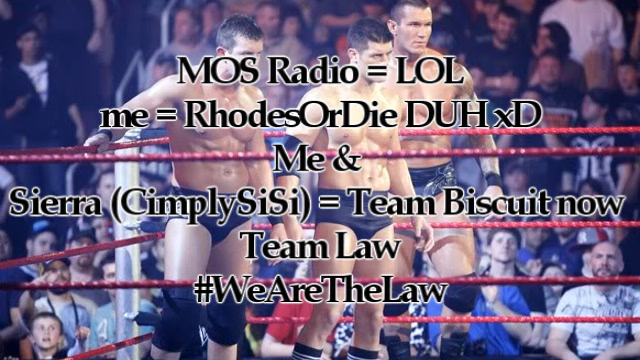 MOS Radio = LOL
me = RhodesOrDie DUH xD
Me &
Sierra (CimplySiSi) = Team Biscuit now
Team Law
#WeAreTheLaw